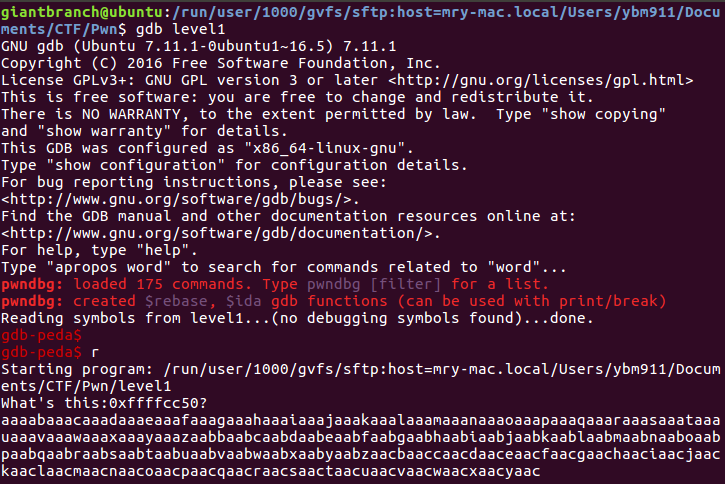 giantbranch@ubuntu:/run/user/1000/gvfs/sftp:host=mry-mac.local/Users/ybm911/Docu
ments/CTF/Pwn$ gdb level1
GNU gdb (Ubuntu 7.11.1-0ubuntu1~16.5) 7.11.1
Copyright (C) 2016 Free Software Foundation, Inc.
License GPLv3+: GNU GPL version 3 or later <http://gnu.org/licenses/gpl.html>
This is free software: you are free to change and redistribute it.
There is NO WARRANTY, to the extent permitted by law.  Type "show copying"
and "show warranty" for details.
This GDB was configured as "x86_64-linux-gnu".
Type "show configuration" for configuration details.
For bug reporting instructions, please see:
<http://www.gnu.org/software/gdb/bugs/>.
Find the GDB manual and other documentation resources online at:
<http://www.gnu.org/software/gdb/documentation/>.
For help, type "help".
Type "apropos word" to search for commands related to "word"...
pwndbg: loaded 175 commands. Type pwndbg [filter] for a list.
pwndbg: created $rebase, $ida gdb functions (can be used with print/break)
Reading symbols from level1...(no debugging symbols found)...done.
gdb-peda$
gdb-peda$ r
Starting program: /run/user/1000/gvfs/sftp:host=mry-mac.local/Users/ybm911/Docum
ents/CTF/Pwn/level1
What's this:0xffffcc50?
aaaabaaacaaadaaaeaaafaaagaaahaaaiaaajaaakaaalaaamaaanaaaoaaapaaaqaaaraaasaaataaa
uaaavaaawaaaxaaayaaazaabbaabcaabdaabeaabfaabgaabhaabiaabjaabkaablaabmaabnaaboaab
paabqaabraabsaabtaabuaabvaabwaabxaabyaabzaacbaaccaacdaaceaacfaacgaachaaciaacjaac
kaaclaacmaacnaacoaacpaacqaacraacsaactaacuaacvaacwaacxaacyaac